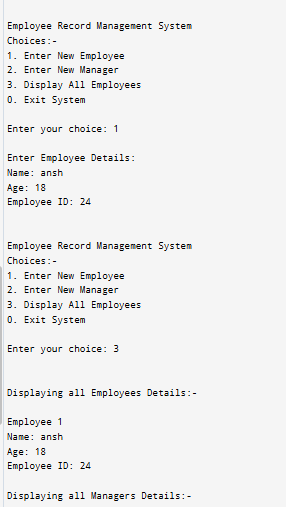 Employee Record Management System
Choices:-
1. Enter New Employee
2. Enter New Manager
3. Display All Employees
0. Exit System
Enter your choice: 1
Enter Employee Details:
Name: ansh
Age: 18
Employee ID: 24
Employee Record Management System
Choices:-
1. Enter New Employee
2. Enter New Manager
3. Display All Employees
0. Exit System
Enter your choice: 3
Displaying all Employees Details:-
Employee 1
Name: ansh
Age: 18
Employee ID: 24
Displaying all Managers Details:-